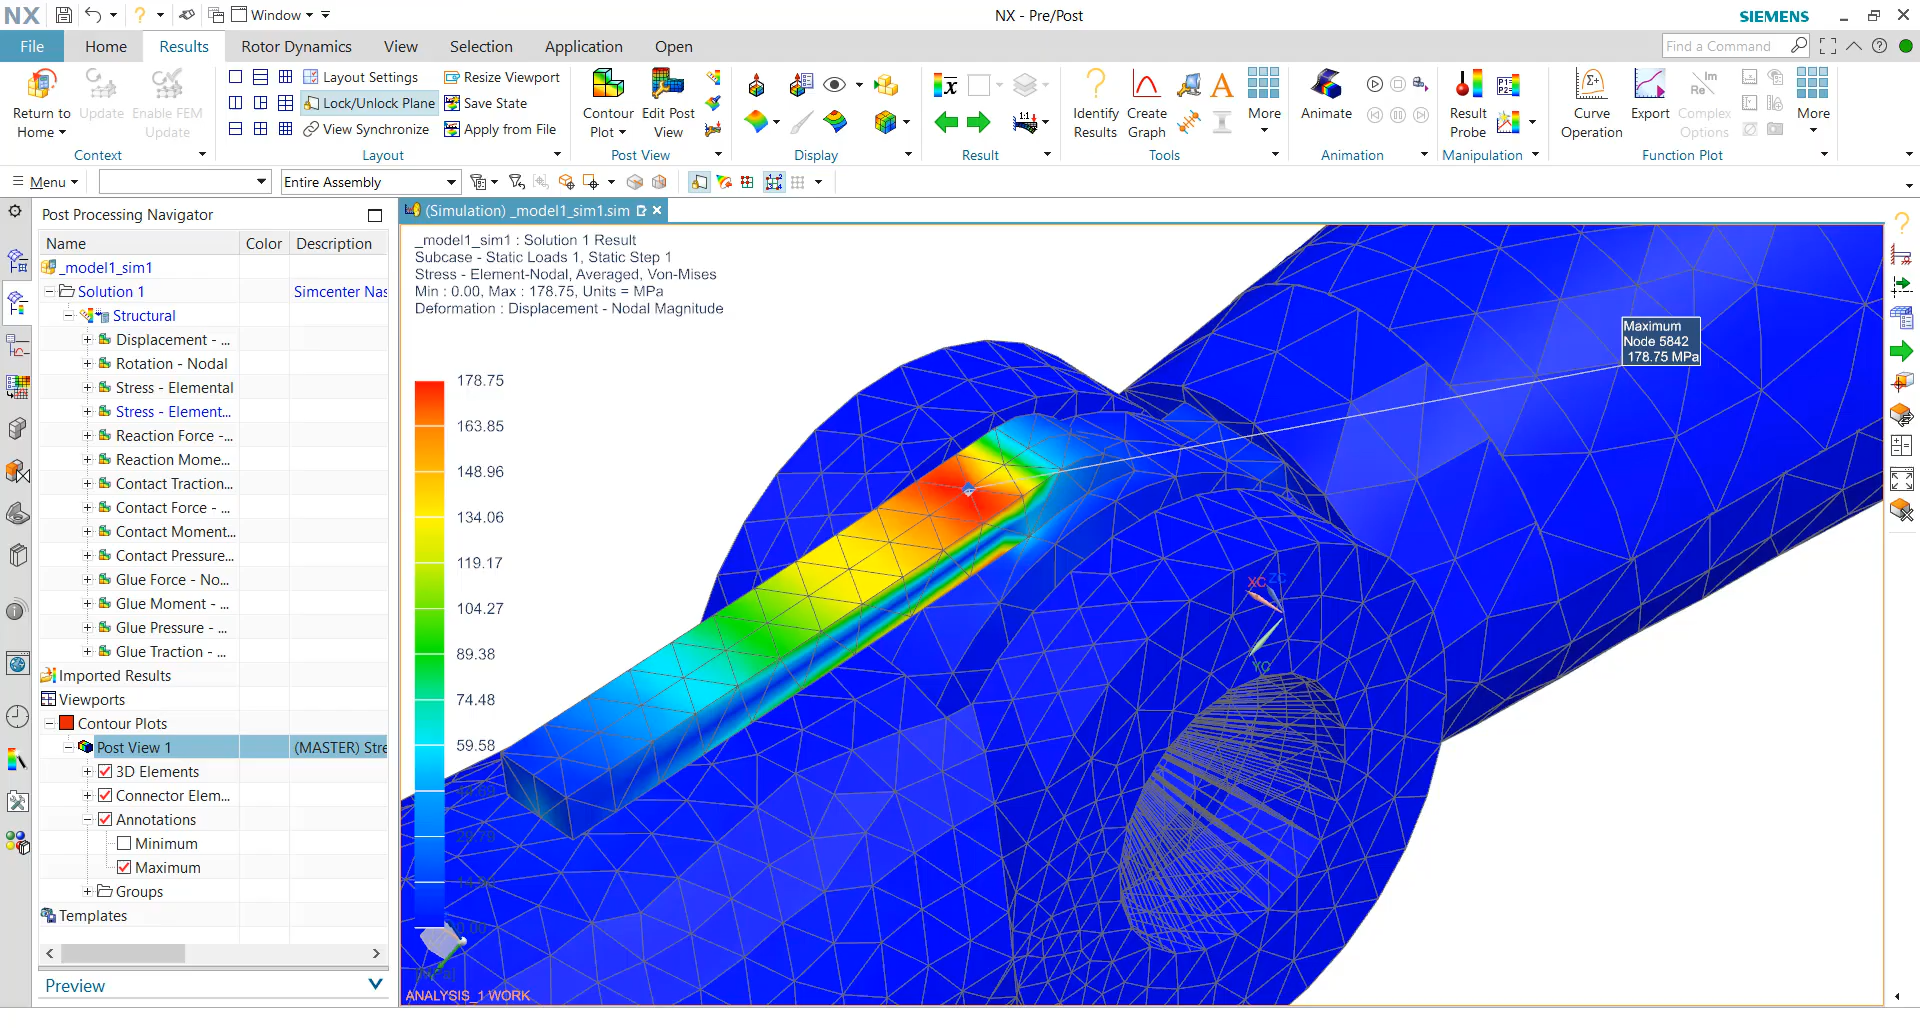 NX
Window
NX - Pre/Post
SIEMENS
File
Home
Results
Rotor Dynamics
View
Selection
Application
Open
Find a Command
Return to Home
Update
Enable FEM Update
Context
Layout Settings
Lock/Unlock Plane
View Synchronize
Resize Viewport
Save State
Apply from File
Layout
Contour Plot
Edit Post View
Post View
Display
Result
Identify Results
Create Graph
More
Tools
Animate
Animation
Result Probe
Manipulation
Curve Operation
Export
Complex Options
More
Function Plot
Menu
Entire Assembly
Post Processing Navigator
(Simulation) _model1_sim1.sim
Name
Color
Description
_model1_sim1
Solution 1
Simcenter Nas
Structural
Displacement - ...
Rotation - Nodal
Stress - Elemental
Stress - Element...
Reaction Force -...
Reaction Mome...
Contact Traction...
Contact Force - ...
Contact Moment...
Contact Pressure...
Glue Force - No...
Glue Moment - ...
Glue Pressure - ...
Glue Traction - ...
Imported Results
Viewports
Contour Plots
Post View 1
(MASTER) Stre
3D Elements
Connector Elem...
Annotations
Minimum
Maximum
Groups
Templates
Preview
_model1_sim1 : Solution 1 Result
Subcase - Static Loads 1, Static Step 1
Stress - Element-Nodal, Averaged, Von-Mises
Min : 0.00, Max : 178.75, Units = MPa
Deformation : Displacement - Nodal Magnitude
178.75
163.85
148.96
134.06
119.17
104.27
89.38
74.48
59.58
Maximum
Node 5842
178.75 MPa
XC
ZC
YC
ANALYSIS_1 WORK